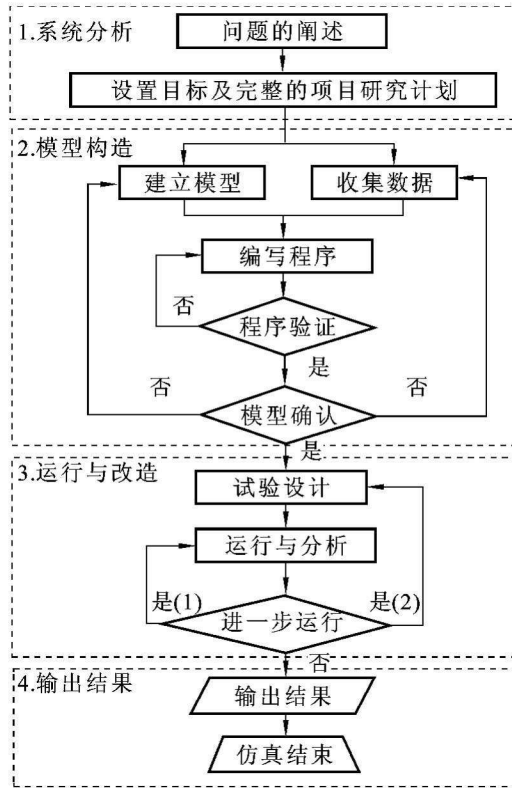 1.系统分析
问题的阐述
设置目标及完整的项目研究计划
2.模型构造
建立模型
收集数据
编写程序
否
程序验证
是
否
否
模型确认
是
3.运行与改造
试验设计
运行与分析
是(1)
是(2)
进一步运行
否
4.输出结果
输出结果
仿真结束